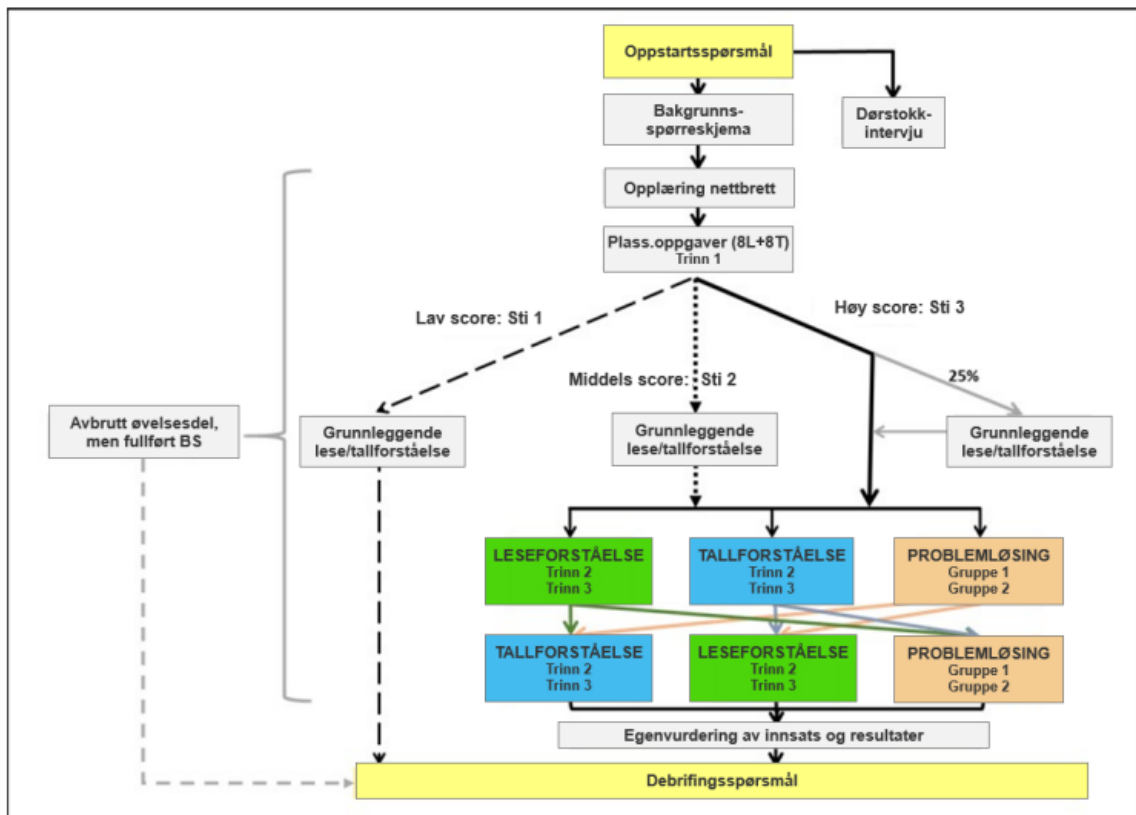 Oppstartsspørsmål
Bakgrunns-
spørreskjema
Dørstokk-
intervju
Opplæring nettbrett
Plass.oppgaver (8L+8T)
Trinn 1
Lav score: Sti 1
Høy score: Sti 3
Middels score: Sti 2
25%
Avbrutt øvelsesdel,
men fullført BS
Grunnleggende
lese/tallforståelse
Grunnleggende
lese/tallforståelse
Grunnleggende
lese/tallforståelse
LESEFORSTÅELSE
Trinn 2
Trinn 3
TALLFORSTÅELSE
Trinn 2
Trinn 3
PROBLEMLØSING
Gruppe 1
Gruppe 2
TALLFORSTÅELSE
Trinn 2
Trinn 3
LESEFORSTÅELSE
Trinn 2
Trinn 3
PROBLEMLØSING
Gruppe 1
Gruppe 2
Egenvurdering av innsats og resultater
Debrifingsspørsmål